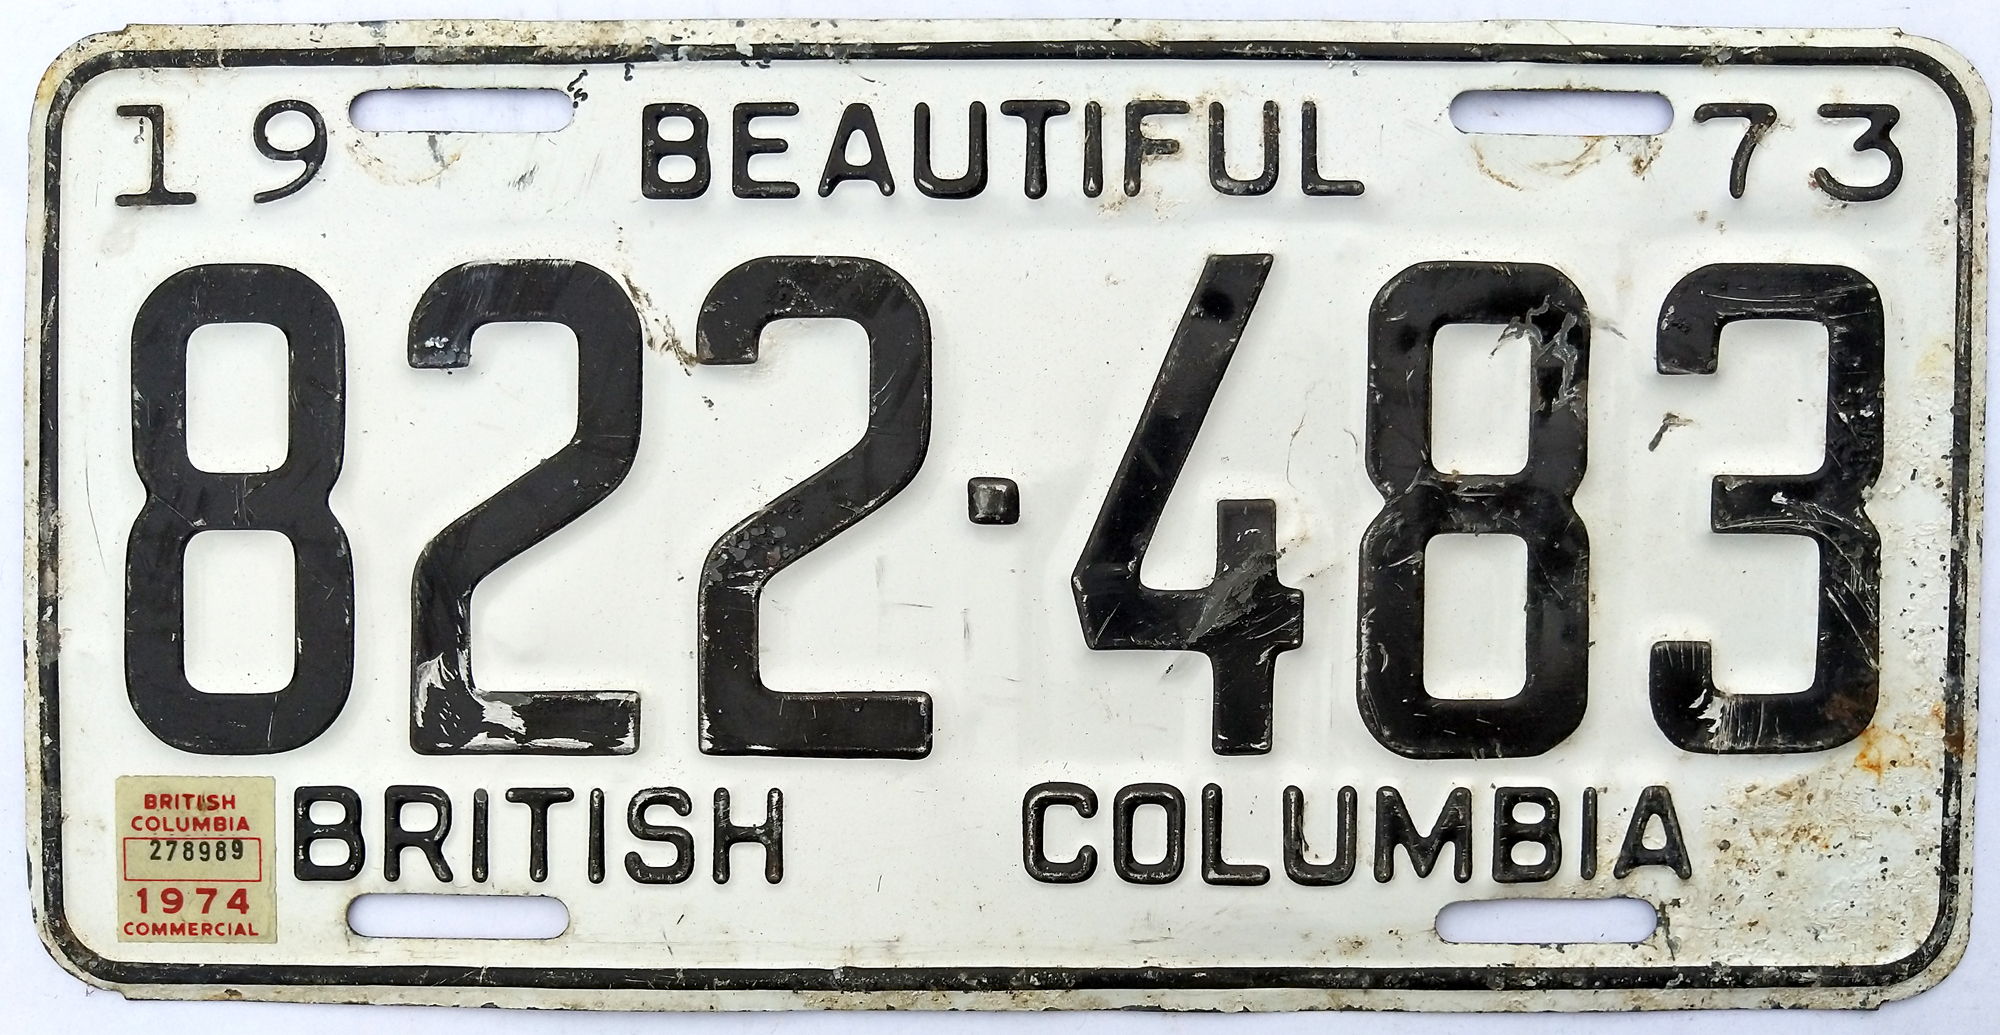 19 BEAUTIFUL 73
822·483
BRITISH COLUMBIA
BRITISH
COLUMBIA
278989
1974
COMMERCIAL